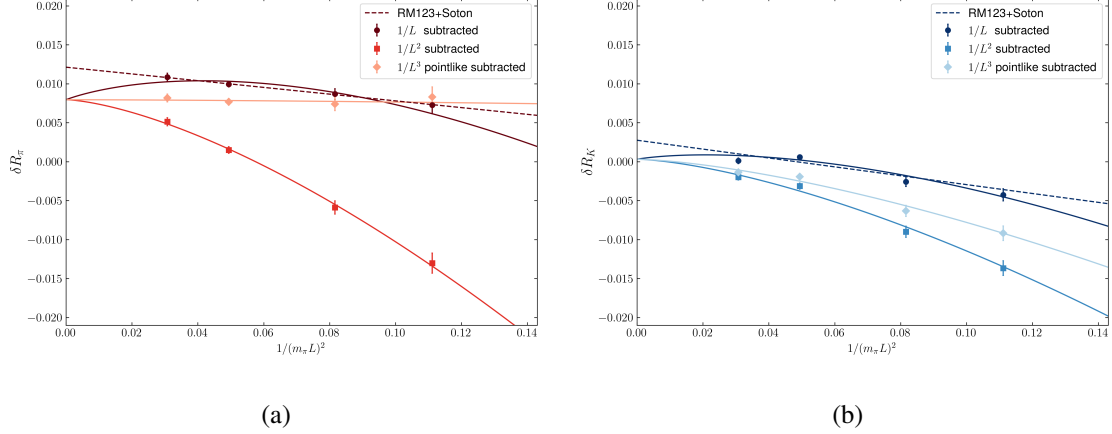 RM123+Soton
1/L subtracted
1/L² subtracted
1/L³ pointlike subtracted
0.020
0.015
0.010
0.005
0.000
−0.005
−0.010
−0.015
−0.020
δR_π
0.00 0.02 0.04 0.06 0.08 0.10 0.12 0.14
1/(m_πL)²
(a)
RM123+Soton
1/L subtracted
1/L² subtracted
1/L³ pointlike subtracted
0.020
0.015
0.010
0.005
0.000
−0.005
−0.010
−0.015
−0.020
δR_K
0.00 0.02 0.04 0.06 0.08 0.10 0.12 0.14
1/(m_πL)²
(b)